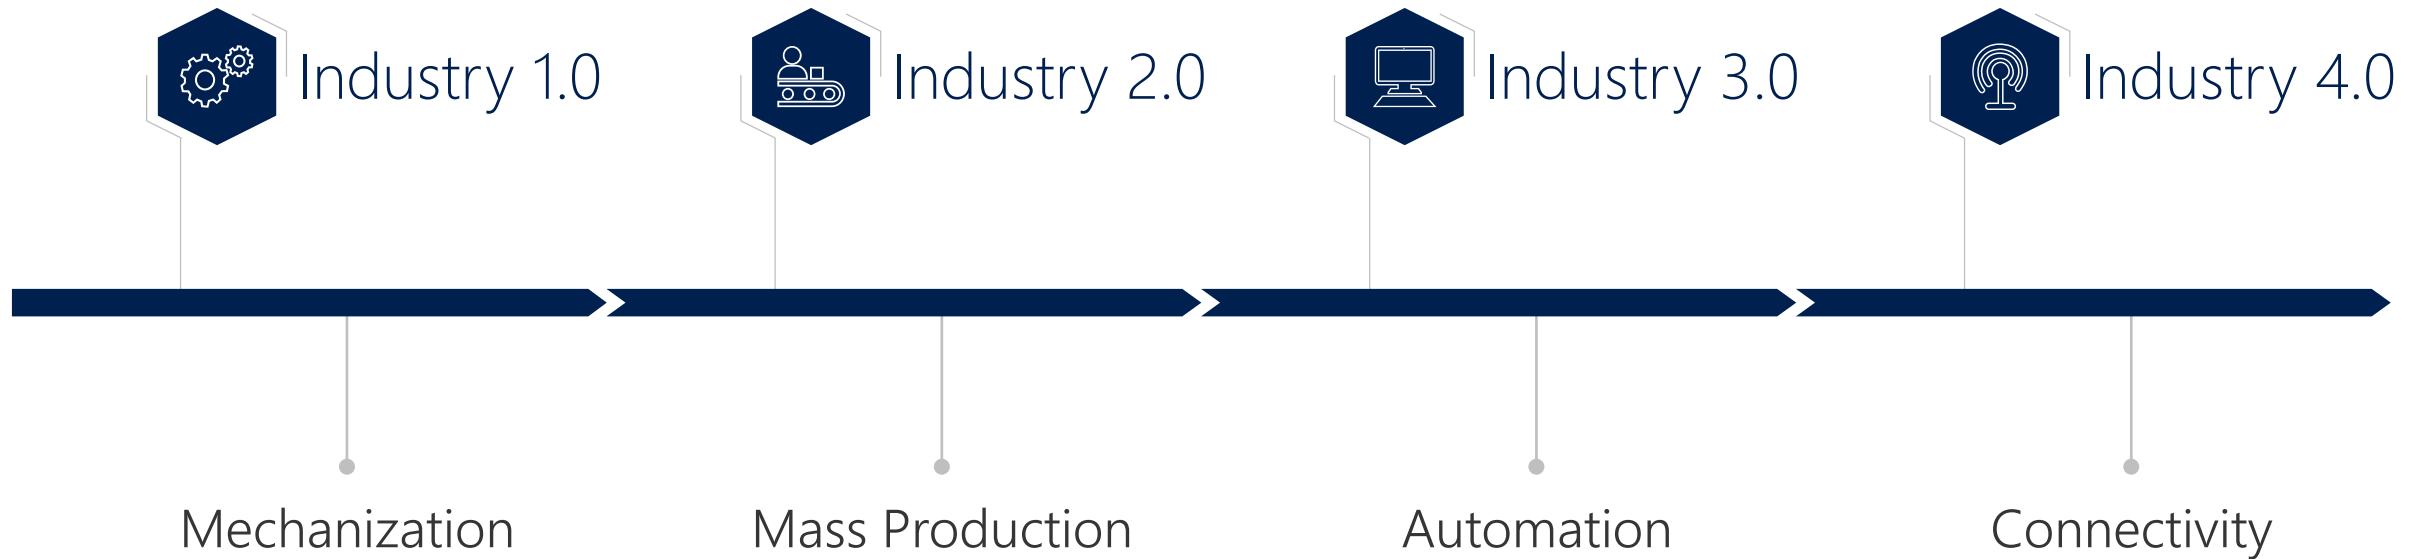 Industry 1.0
Industry 2.0
Industry 3.0
Industry 4.0
Mechanization
Mass Production
Automation
Connectivity